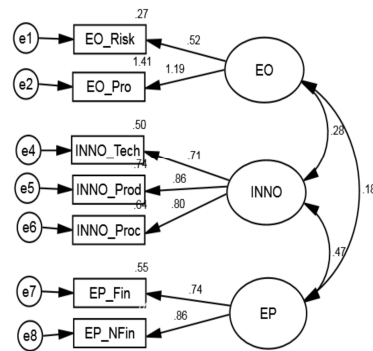 .27
e1 EO_Risk .52
1.41
e2 EO_Pro 1.19 EO
.50
e4 INNO_Tech .71 .28
.74
e5 INNO_Prod .86 INNO .18
.64
e6 INNO_Proc .80
.47
.55
e7 EP_Fin .74
EP
e8 EP_NFin .86